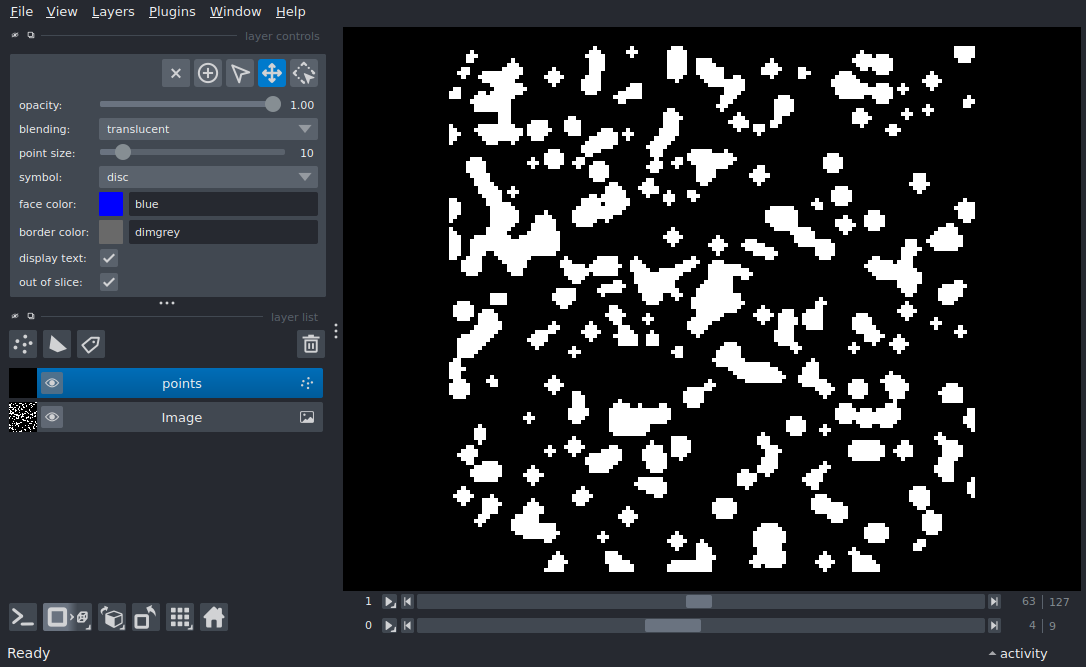 File View Layers Plugins Window Help
layer controls
opacity: 1.00
blending: translucent
point size: 10
symbol: disc
face color: blue
border color: dimgrey
display text:
out of slice:
layer list
points
Image
1 63 | 127
0 4 | 9
Ready activity